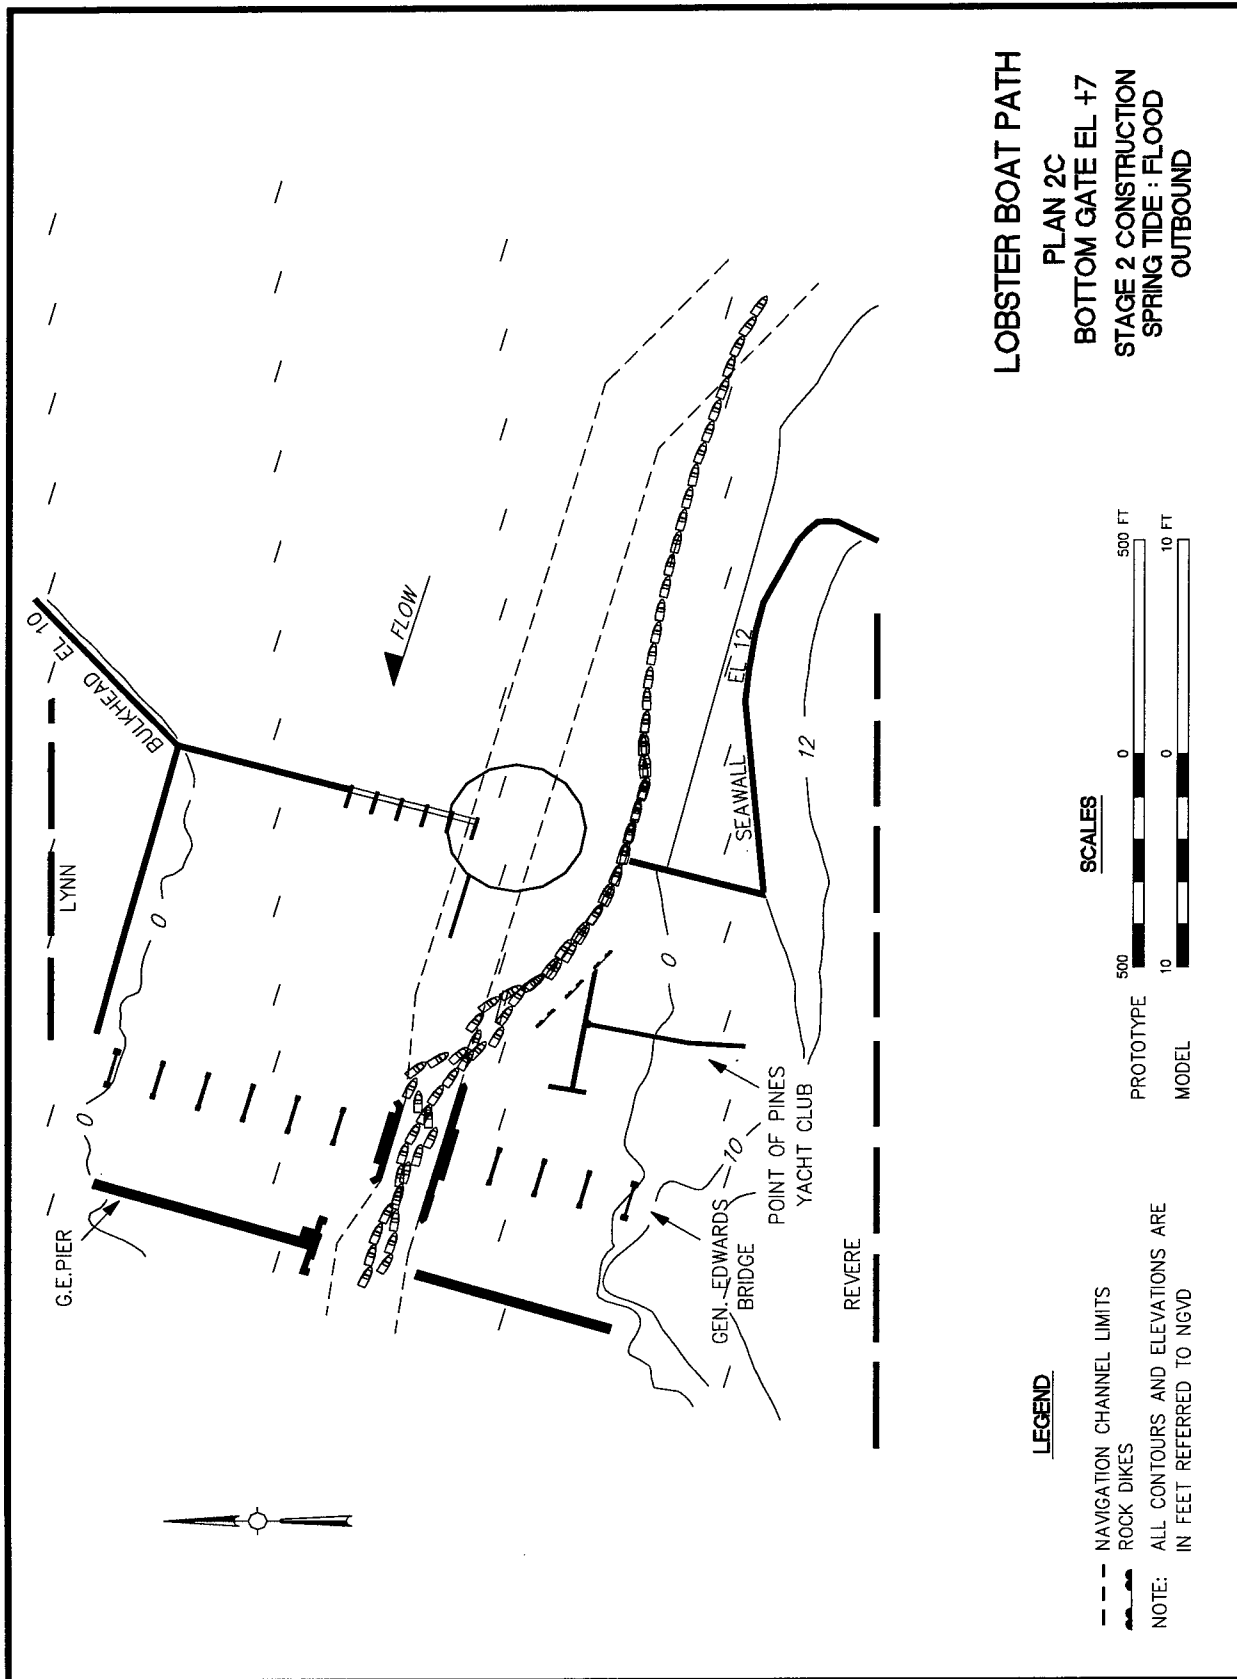 LYNN
BULKHEAD EL 10
0
G.E.PIER
0
FLOW
0
SEAWALL EL 12
12
10
GEN. EDWARDS
BRIDGE
POINT OF PINES
YACHT CLUB
REVERE
LEGEND
NAVIGATION CHANNEL LIMITS
ROCK DIKES
NOTE: ALL CONTOURS AND ELEVATIONS ARE
IN FEET REFERRED TO NGVD
SCALES
PROTOTYPE 500 0 500 FT
MODEL 10 0 10 FT
LOBSTER BOAT PATH
PLAN 2C
BOTTOM GATE EL +7
STAGE 2 CONSTRUCTION
SPRING TIDE : FLOOD
OUTBOUND